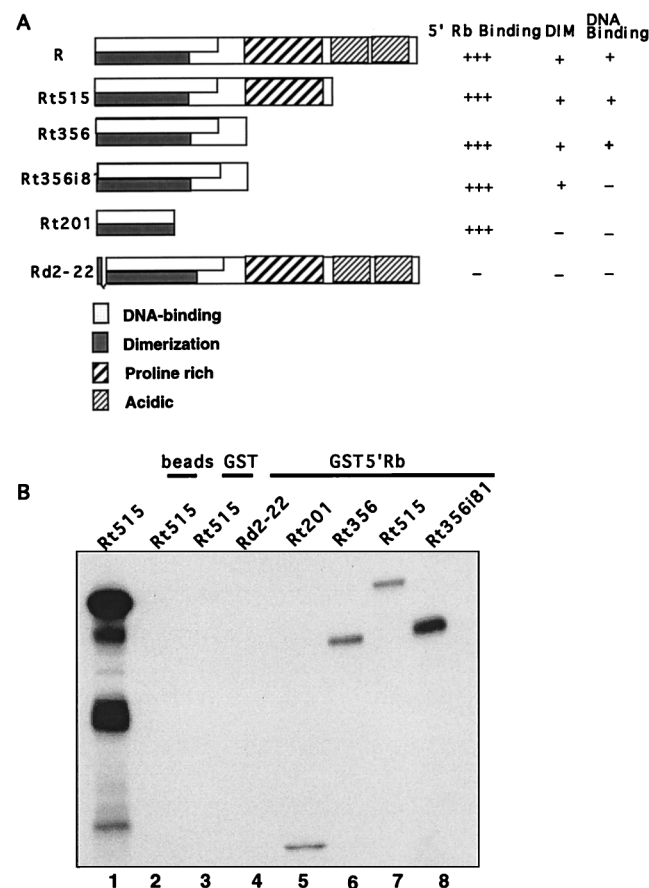 A
5' Rb Binding DIM DNA Binding
R +++ + +
Rt515 +++ + +
Rt356 +++ + +
Rt356i81 +++ + –
Rt201 +++ – –
Rd2-22 – – –
DNA-binding
Dimerization
Proline rich
Acidic
B
beads GST GST5'Rb
Rt515 Rt515 Rt515 Rd2-22 Rt201 Rt356 Rt515 Rt356i81
1 2 3 4 5 6 7 8